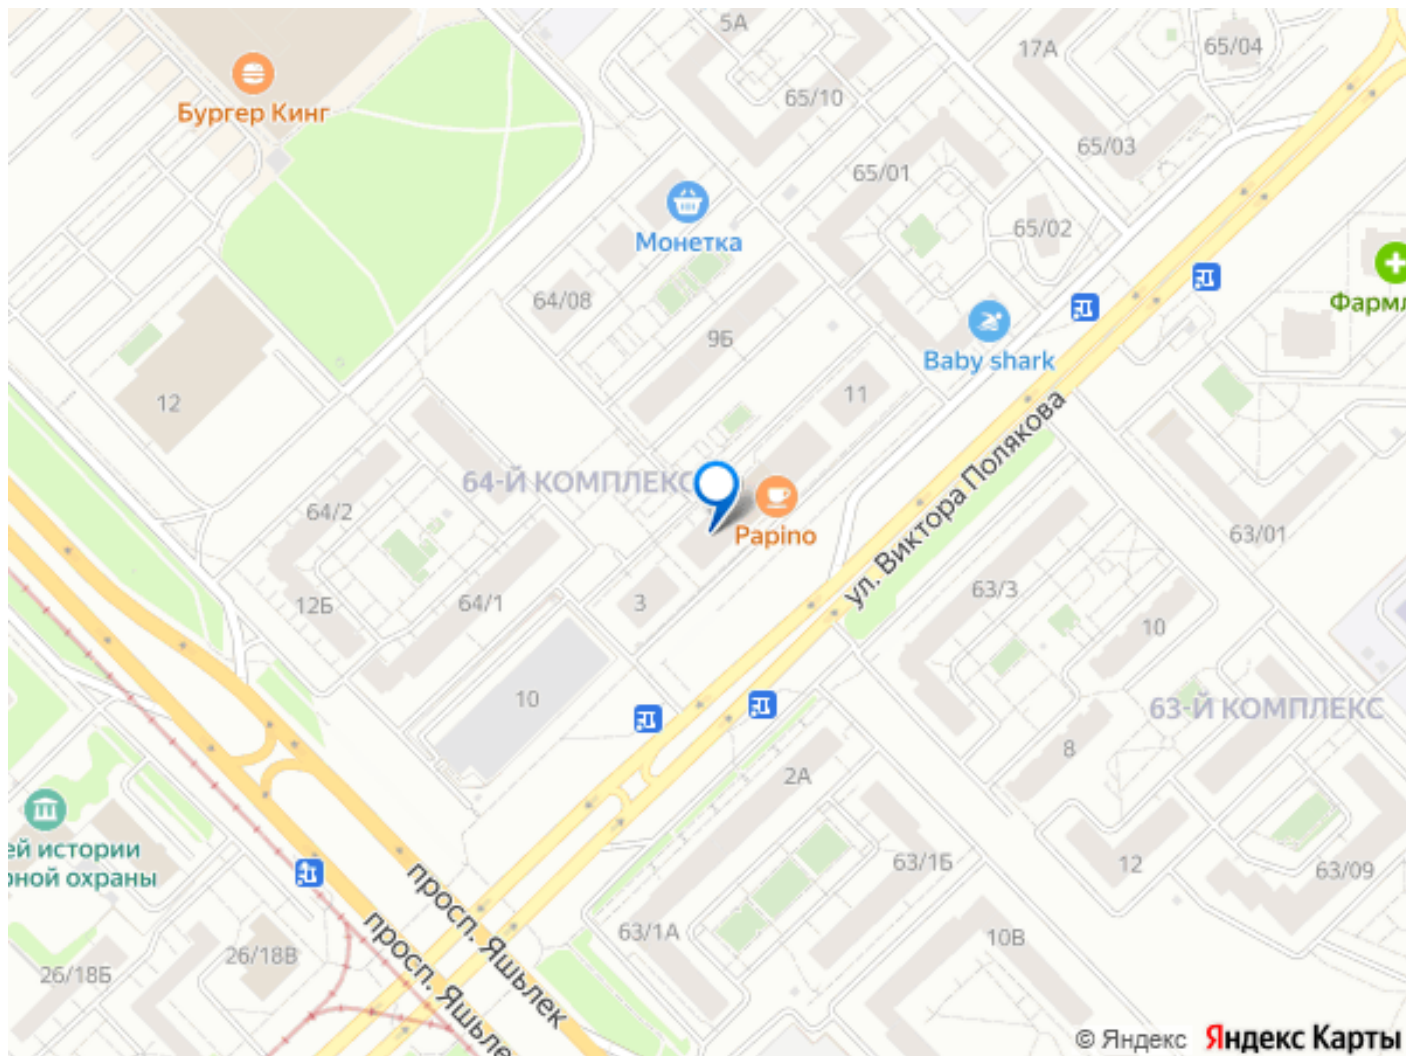 5А
17А
65/04
Бургер Кинг
65/10
65/03
65/01
65/02
Монетка
64/08
Фармл
9Б
Baby shark
12
11
64-Й КОМПЛЕКС
64/2
Papino
ул. Виктора Полякова
63/01
12Б
64/1
3
63/3
10
10
63-Й КОМПЛЕКС
8
2А
ей истории
рной охраны
63/1Б
12
63/09
просп. Яшьлек
просп. Яшьле
63/1А
10В
26/18В
26/18Б
© Яндекс Яндекс Карты